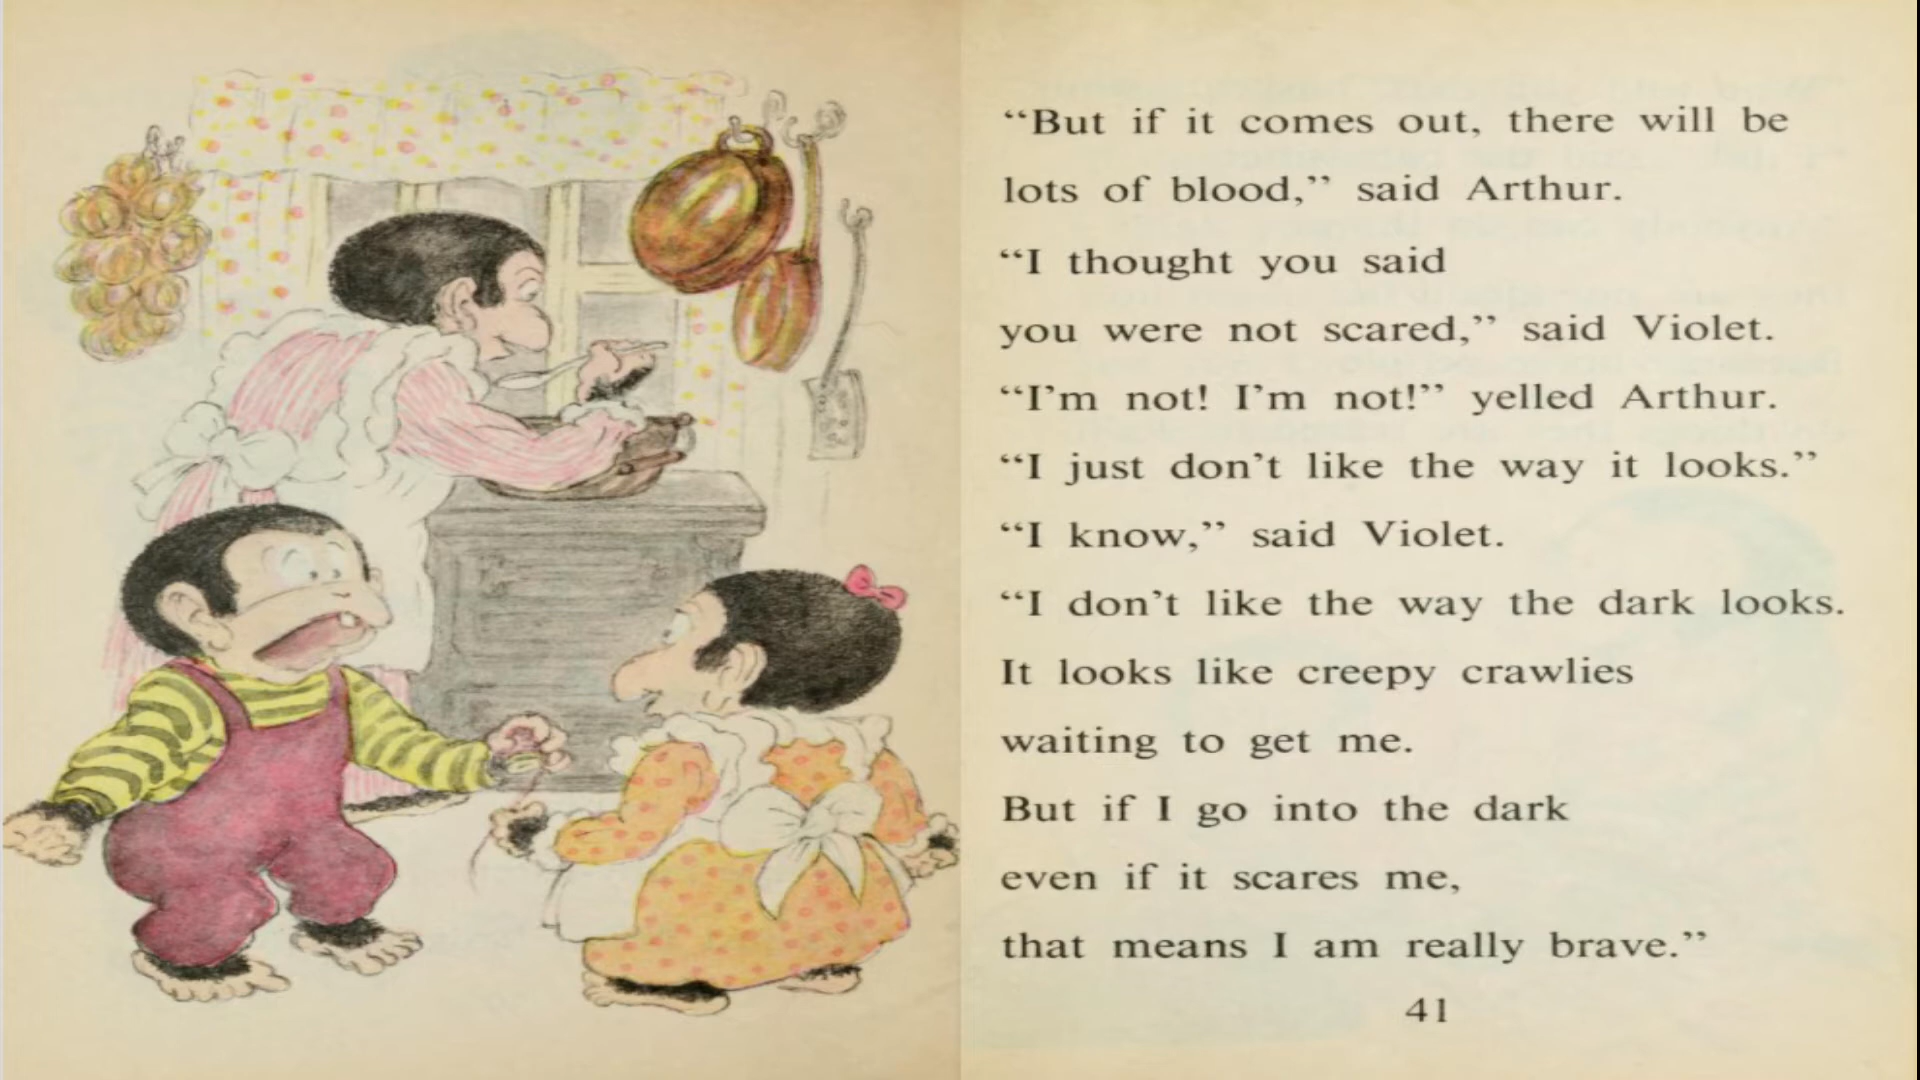 “But if it comes out, there will be
lots of blood,” said Arthur.
“I thought you said
you were not scared,” said Violet.
“I'm not! I'm not!” yelled Arthur.
“I just don't like the way it looks.”
“I know,” said Violet.
“I don't like the way the dark looks.
It looks like creepy crawlies
waiting to get me.
But if I go into the dark
even if it scares me,
that means I am really brave.”
41